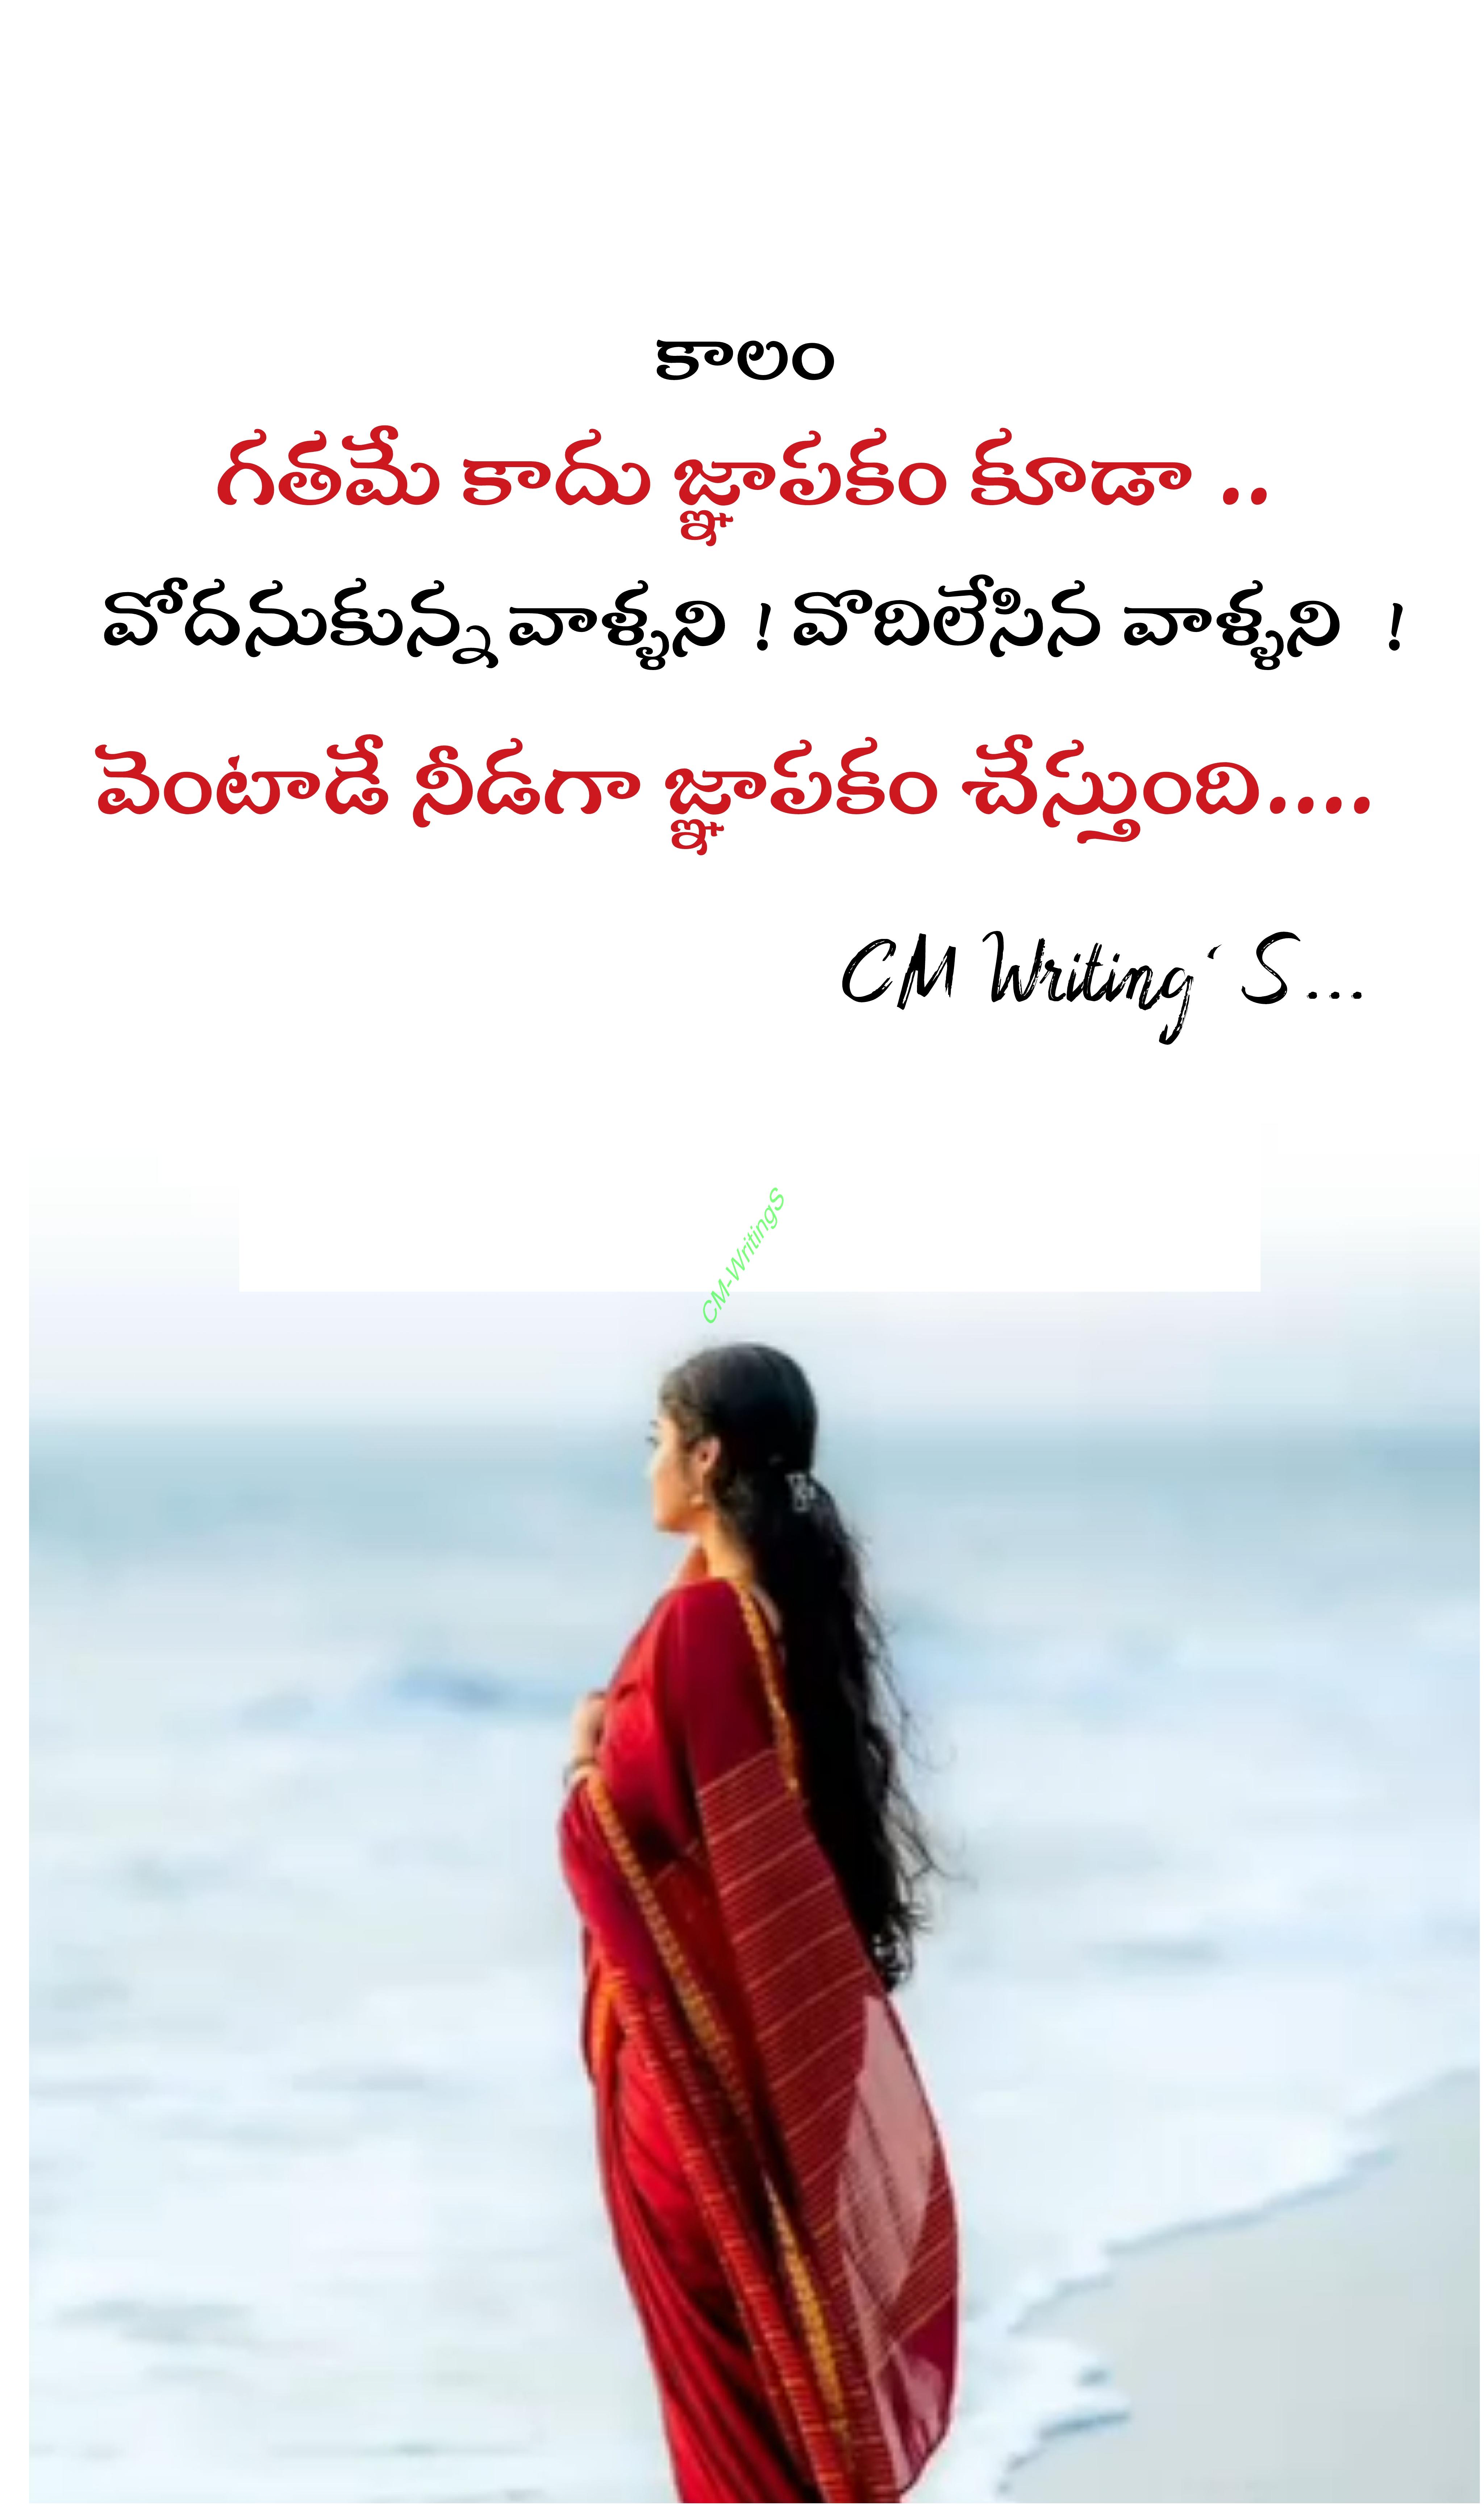 కాలం
గతమే కాదు జ్ఞాపకం కూడా ..
వోదనుకున్న వాళ్ళని ! వొదిలేసిన వాళ్ళని !
వెంటాడే నీడగా జ్ఞాపకం చేస్తుంది....
CM Writing‘ S...
CM-WritingS